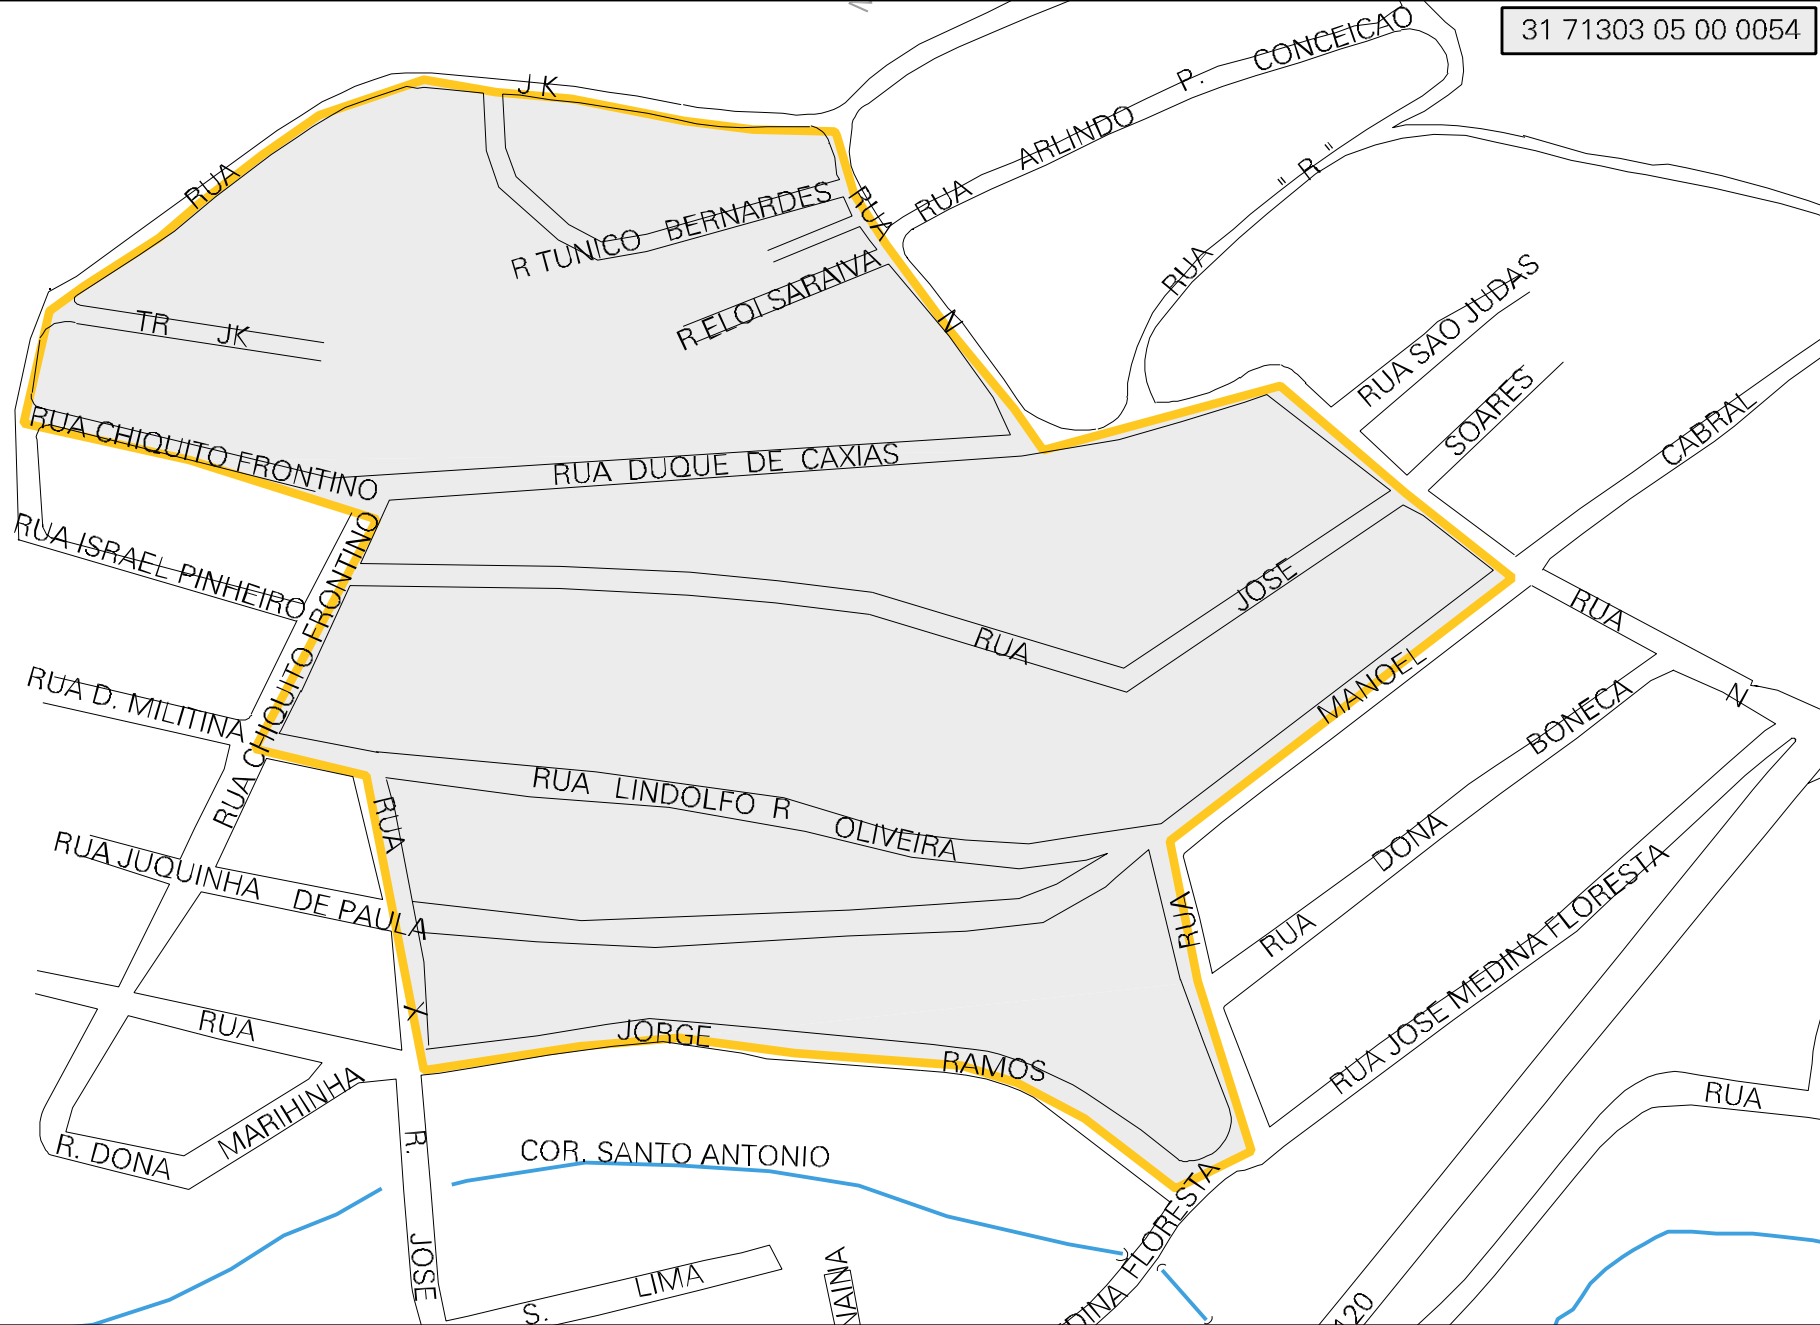 31 71303 05 00 0054
RUA JK
RUA ARLINDO P. CONCEICAO
RUA "R"
R TUNICO BERNARDES
R ELOI SARAIVA
RUA N
TR JK
RUA CHIQUITO FRONTINO
RUA DUQUE DE CAXIAS
RUA SAO JUDAS
SOARES
CABRAL
RUA ISRAEL PINHEIRO
RUA CHIQUITO FRONTINO
RUA JOSE
RUA N
RUA D. MILITINA
RUA MANOEL
RUA DONA BONECA
RUA LINDOLFO R OLIVEIRA
RUA X
RUA JUQUINHA DE PAULA
RUA JOSE MEDINA FLORESTA
RUA
JORGE RAMOS
RUA
R. DONA MARIHINHA
COR. SANTO ANTONIO
R. JOSE
S. LIMA
DINA FLORESTA
120